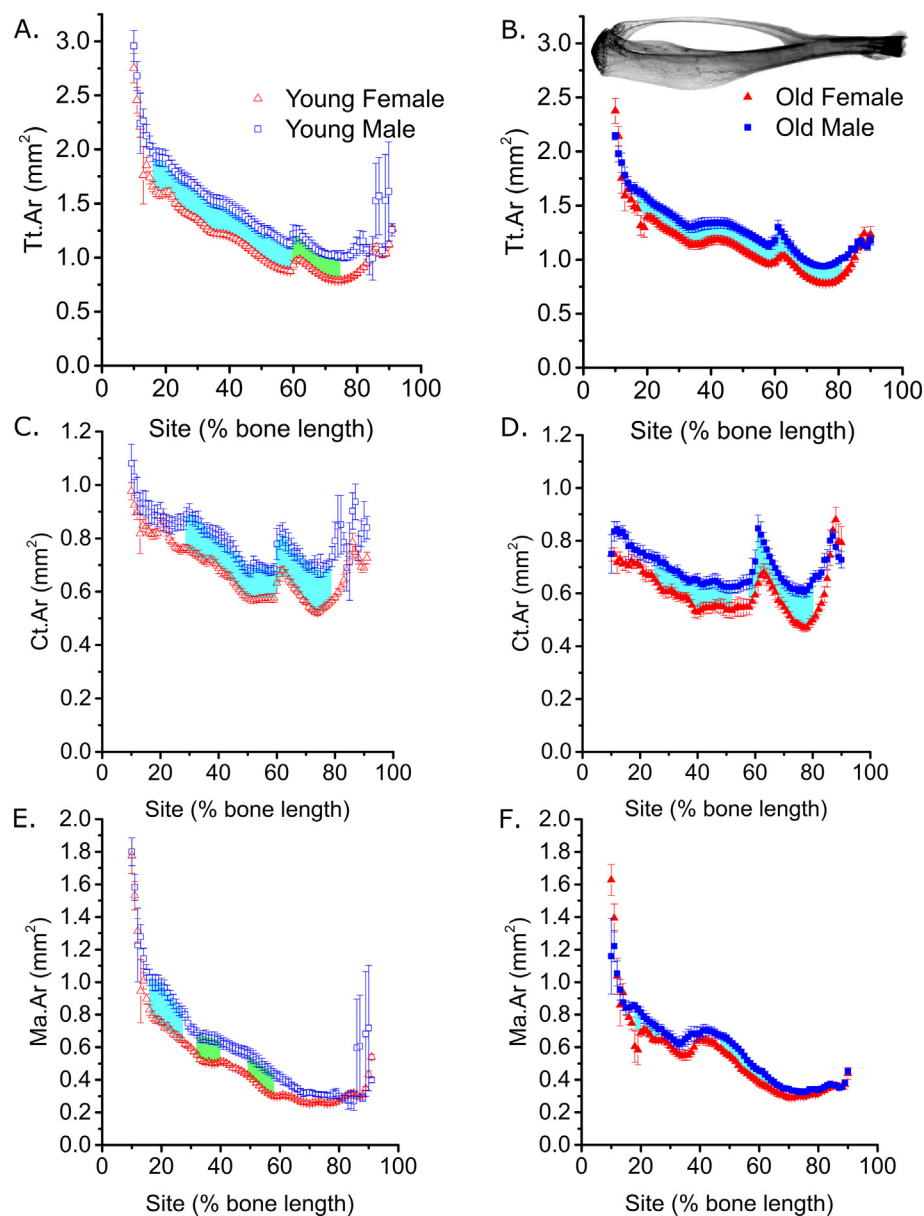 A.
3.0
2.5
2.0
1.5
1.0
0.5
0.0
Tt.Ar (mm²)
Young Female
Young Male
0 20 40 60 80 100
Site (% bone length)
B.
3.0
2.5
2.0
1.5
1.0
0.5
0.0
Tt.Ar (mm²)
Old Female
Old Male
0 20 40 60 80 100
Site (% bone length)
C.
1.2
1.0
0.8
0.6
0.4
0.2
0.0
Ct.Ar (mm²)
0 20 40 60 80 100
Site (% bone length)
D.
1.2
1.0
0.8
0.6
0.4
0.2
0.0
Ct.Ar (mm²)
0 20 40 60 80 100
Site (% bone length)
E.
2.0
1.8
1.6
1.4
1.2
1.0
0.8
0.6
0.4
0.2
0.0
Ma.Ar (mm²)
0 20 40 60 80 100
Site (% bone length)
F.
2.0
1.8
1.6
1.4
1.2
1.0
0.8
0.6
0.4
0.2
0.0
Ma.Ar (mm²)
0 20 40 60 80 100
Site (% bone length)